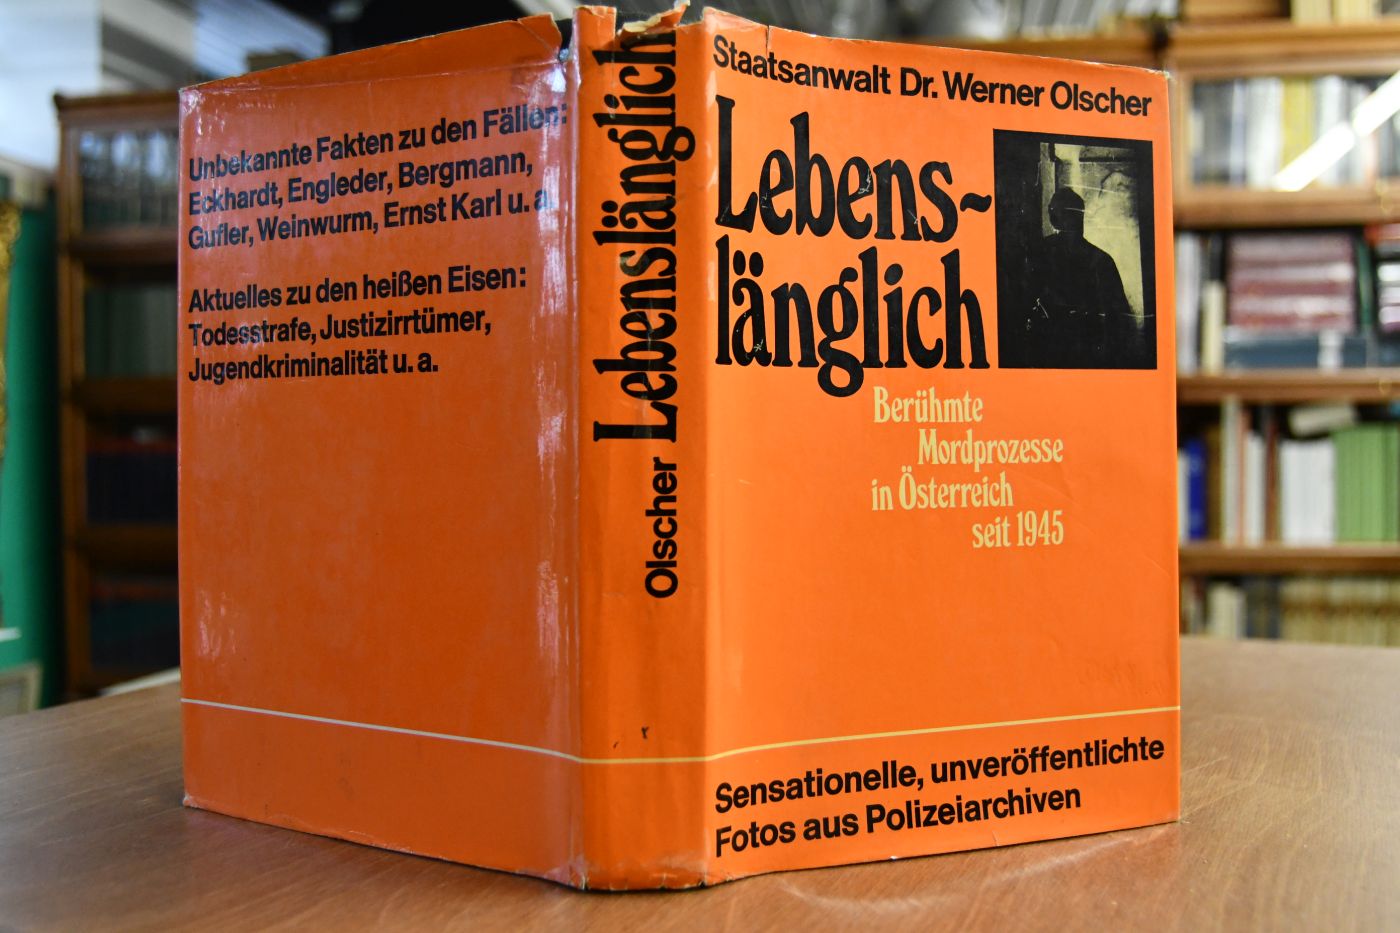 Unbekannte Fakten zu den Fällen:
Eckhardt, Engleder, Bergmann,
Gufler, Weinwurm, Ernst Karl u. a.
Aktuelles zu den heißen Eisen:
Todesstrafe, Justizirrtümer,
Jugendkriminalität u. a.
Olscher Lebenslänglich
Staatsanwalt Dr. Werner Olscher
Lebens-
länglich
Berühmte
Mordprozesse
in Österreich
seit 1945
Sensationelle, unveröffentlichte
Fotos aus Polizeiarchiven